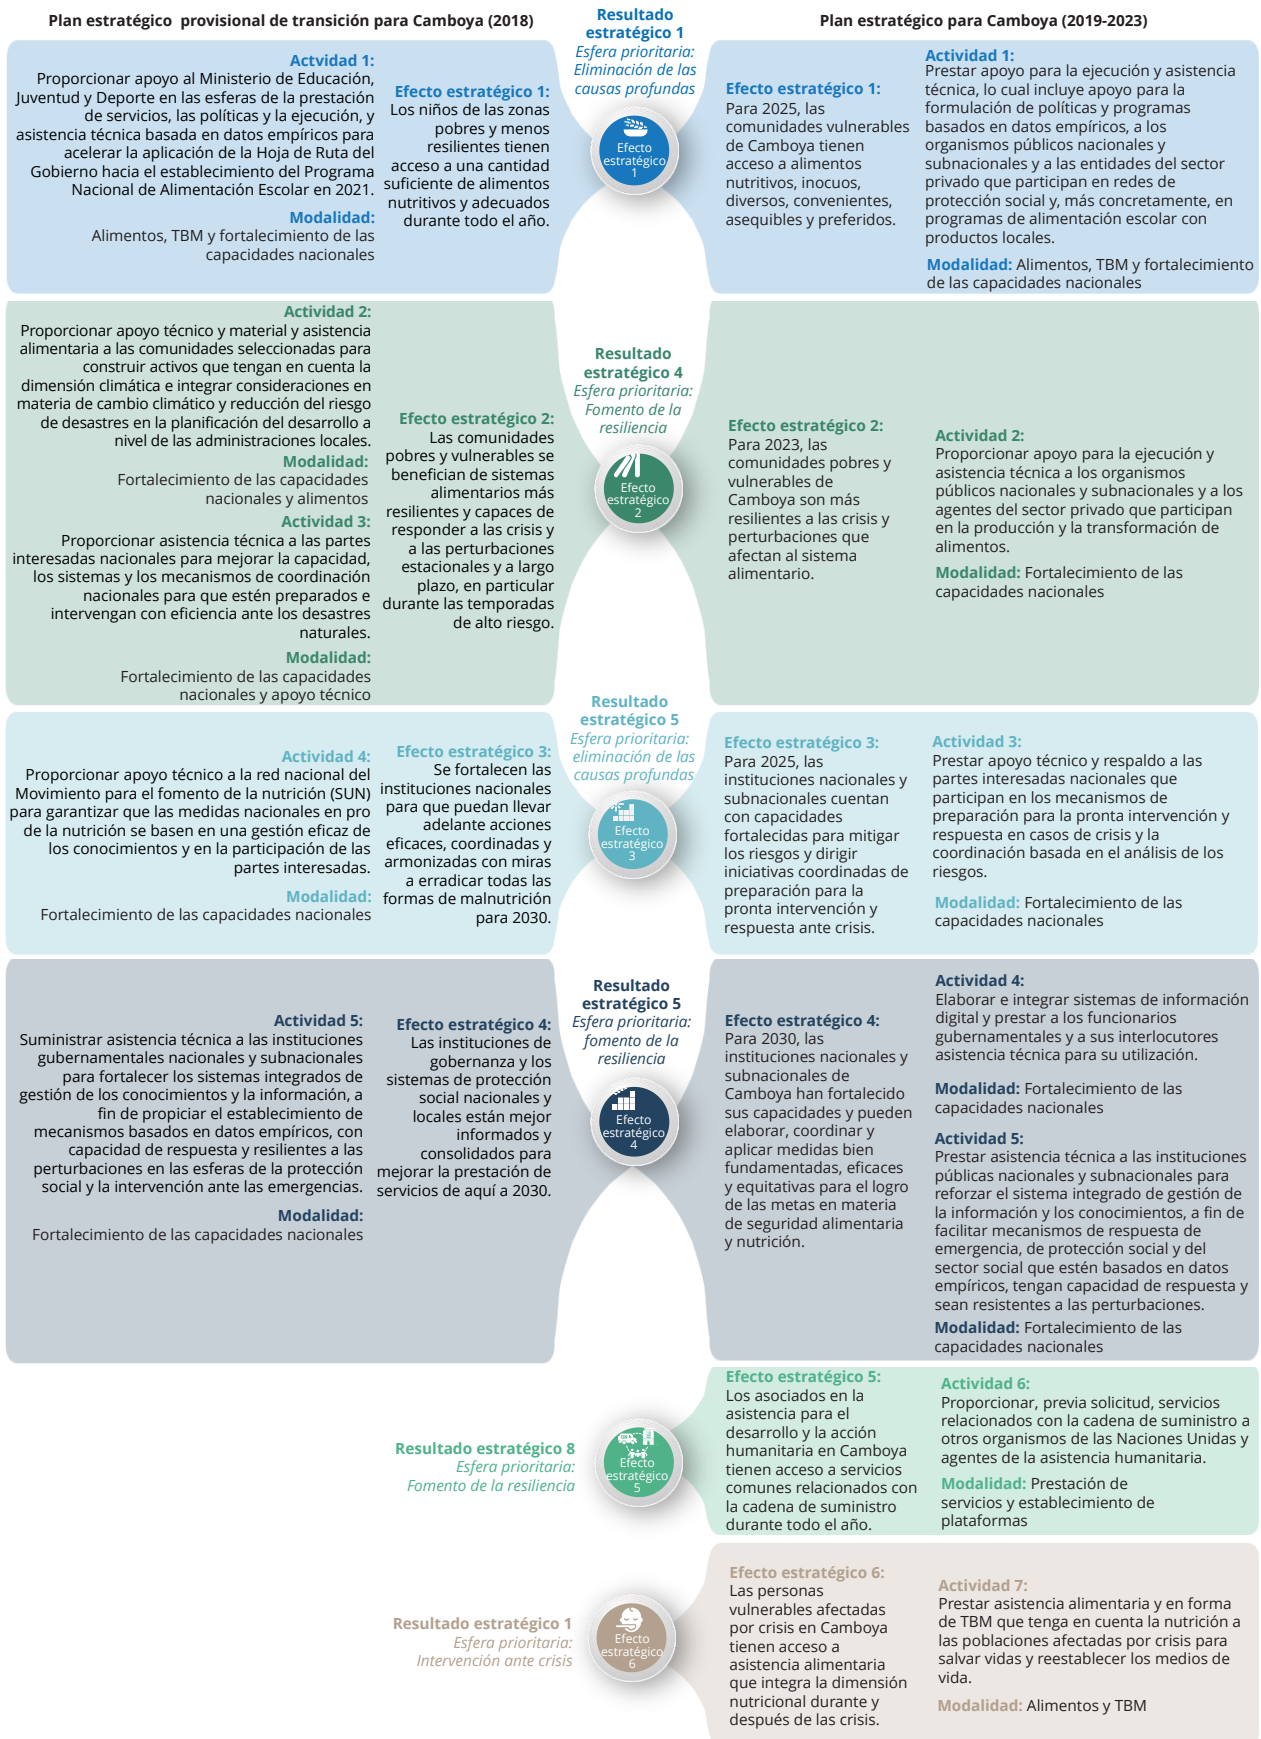 Plan estratégico provisional de transición para Camboya (2018)
Plan estratégico para Camboya (2019-2023)
Resultado
estratégico 1
Esfera prioritaria:
Eliminación de las
causas profundas
Actvidad 1:
Proporcionar apoyo al Ministerio de Educación,
Juventud y Deporte en las esferas de la prestación
de servicios, las políticas y la ejecución, y
asistencia técnica basada en datos empíricos para
acelerar la aplicación de la Hoja de Ruta del
Gobierno hacia el establecimiento del Programa
Nacional de Alimentación Escolar en 2021.
Modalidad:
Alimentos, TBM y fortalecimiento de las
capacidades nacionales
Efecto estratégico 1:
Los niños de las zonas
pobres y menos
resilientes tienen
acceso a una cantidad
suficiente de alimentos
nutritivos y adecuados
durante todo el año.
Efecto
estratégico
1
Efecto estratégico 1:
Para 2025, las
comunidades vulnerables
de Camboya tienen
acceso a alimentos
nutritivos, inocuos,
diversos, convenientes,
asequibles y preferidos.
Actividad 1:
Prestar apoyo para la ejecución y asistencia
técnica, lo cual incluye apoyo para la
formulación de políticas y programas
basados en datos empíricos, a los
organismos públicos nacionales y
subnacionales y a las entidades del sector
privado que participan en redes de
protección social y, más concretamente, en
programas de alimentación escolar con
productos locales.
Modalidad: Alimentos, TBM y fortalecimiento
de las capacidades nacionales
Actividad 2:
Proporcionar apoyo técnico y material y asistencia
alimentaria a las comunidades seleccionadas para
construir activos que tengan en cuenta la
dimensión climática e integrar consideraciones en
materia de cambio climático y reducción del riesgo
de desastres en la planificación del desarrollo a
nivel de las administraciones locales.
Modalidad:
Fortalecimiento de las capacidades
nacionales y alimentos
Actividad 3:
Proporcionar asistencia técnica a las partes
interesadas nacionales para mejorar la capacidad,
los sistemas y los mecanismos de coordinación
nacionales para que estén preparados e
intervengan con eficiencia ante los desastres
naturales.
Modalidad:
Fortalecimiento de las capacidades
nacionales y apoyo técnico
Efecto estratégico 2:
Las comunidades
pobres y vulnerables se
benefician de sistemas
alimentarios más
resilientes y capaces de
responder a las crisis y
a las perturbaciones
estacionales y a largo
plazo, en particular
durante las temporadas
de alto riesgo.
Resultado
estratégico 4
Esfera prioritaria:
Fomento de la
resiliencia
Efecto
estratégico
2
Efecto estratégico 2:
Para 2023, las
comunidades pobres y
vulnerables de
Camboya son más
resilientes a las crisis y
perturbaciones que
afectan al sistema
alimentario.
Actividad 2:
Proporcionar apoyo para la ejecución y
asistencia técnica a los organismos
públicos nacionales y subnacionales y a los
agentes del sector privado que participan
en la producción y la transformación de
alimentos.
Modalidad: Fortalecimiento de las
capacidades nacionales
Actividad 4:
Proporcionar apoyo técnico a la red nacional del
Movimiento para el fomento de la nutrición (SUN)
para garantizar que las medidas nacionales en pro
de la nutrición se basen en una gestión eficaz de
los conocimientos y en la participación de las
partes interesadas.
Modalidad:
Fortalecimiento de las capacidades nacionales
Efecto estratégico 3:
Se fortalecen las
instituciones nacionales
para que puedan llevar
adelante acciones
eficaces, coordinadas y
armonizadas con miras
a erradicar todas las
formas de malnutrición
para 2030.
Resultado
estratégico 5
Esfera prioritaria:
eliminación de las
causas profundas
Efecto
estratégico
3
Efecto estratégico 3:
Para 2025, las
instituciones nacionales y
subnacionales cuentan
con capacidades
fortalecidas para mitigar
los riesgos y dirigir
iniciativas coordinadas de
preparación para la
pronta intervención y
respuesta ante crisis.
Actividad 3:
Prestar apoyo técnico y respaldo a las
partes interesadas nacionales que
participan en los mecanismos de
preparación para la pronta intervención y
respuesta en casos de crisis y la
coordinación basada en el análisis de los
riesgos.
Modalidad: Fortalecimiento de las
capacidades nacionales
Actividad 5:
Suministrar asistencia técnica a las instituciones
gubernamentales nacionales y subnacionales
para fortalecer los sistemas integrados de
gestión de los conocimientos y la información, a
fin de propiciar el establecimiento de
mecanismos basados en datos empíricos, con
capacidad de respuesta y resilientes a las
perturbaciones en las esferas de la protección
social y la intervención ante las emergencias.
Modalidad:
Fortalecimiento de las capacidades nacionales
Efecto estratégico 4:
Las instituciones de
gobernanza y los
sistemas de protección
social nacionales y
locales están mejor
informados y
consolidados para
mejorar la prestación de
servicios de aquí a 2030.
Resultado
estratégico 5
Esfera prioritaria:
fomento de la
resiliencia
Efecto
estratégico
4
Efecto estratégico 4:
Para 2030, las
instituciones nacionales y
subnacionales de
Camboya han fortalecido
sus capacidades y pueden
elaborar, coordinar y
aplicar medidas bien
fundamentadas, eficaces
y equitativas para el logro
de las metas en materia
de seguridad alimentaria
y nutrición.
Actividad 4:
Elaborar e integrar sistemas de información
digital y prestar a los funcionarios
gubernamentales y a sus interlocutores
asistencia técnica para su utilización.
Modalidad: Fortalecimiento de las
capacidades nacionales
Actividad 5:
Prestar asistencia técnica a las instituciones
públicas nacionales y subnacionales para
reforzar el sistema integrado de gestión de
la información y los conocimientos, a fin de
facilitar mecanismos de respuesta de
emergencia, de protección social y del
sector social que estén basados en datos
empíricos, tengan capacidad de respuesta y
sean resistentes a las perturbaciones.
Modalidad: Fortalecimiento de las
capacidades nacionales
Resultado estratégico 8
Esfera prioritaria:
Fomento de la resiliencia
Efecto
estratégico
5
Efecto estratégico 5:
Los asociados en la
asistencia para el
desarrollo y la acción
humanitaria en Camboya
tienen acceso a servicios
comunes relacionados con
la cadena de suministro
durante todo el año.
Actividad 6:
Proporcionar, previa solicitud, servicios
relacionados con la cadena de suministro a
otros organismos de las Naciones Unidas y
agentes de la asistencia humanitaria.
Modalidad: Prestación de
servicios y establecimiento de
plataformas
Resultado estratégico 1
Esfera prioritaria:
Intervención ante crisis
Efecto
estratégico
6
Efecto estratégico 6:
Las personas
vulnerables afectadas
por crisis en Camboya
tienen acceso a
asistencia alimentaria
que integra la dimensión
nutricional durante y
después de las crisis.
Actividad 7:
Prestar asistencia alimentaria y en forma
de TBM que tenga en cuenta la nutrición a
las poblaciones afectadas por crisis para
salvar vidas y reestablecer los medios de
vida.
Modalidad: Alimentos y TBM